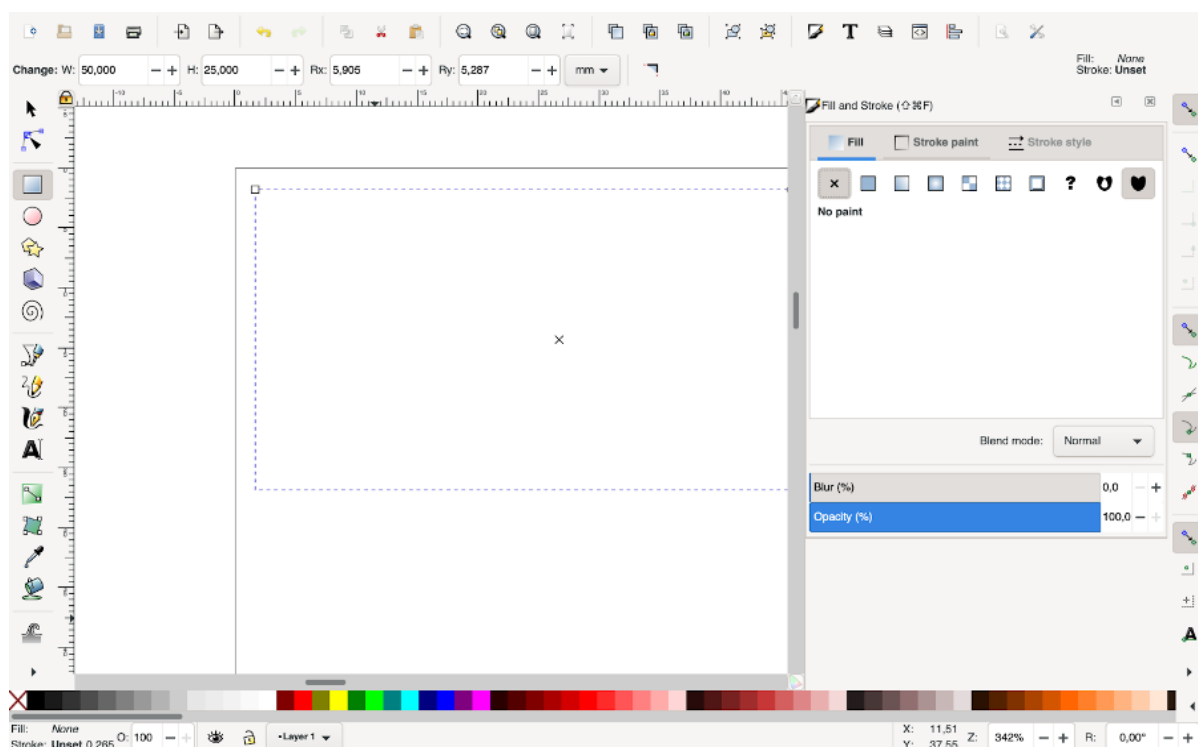 Change: W: 50,000 − + H: 25,000 − + Rx: 5,905 − + Ry: 5,287 − + mm
Fill: None
Stroke: Unset
Fill and Stroke (⇧⌘F)
Fill Stroke paint Stroke style
?
No paint
Blend mode: Normal
Blur (%) 0,0 − +
Opacity (%) 100,0 − +
Fill: None
Stroke: Unset 0,265 O: 100 − +
•Layer 1
X: 11,51
Y: 37,55 Z: 342% − + R: 0,00° − +